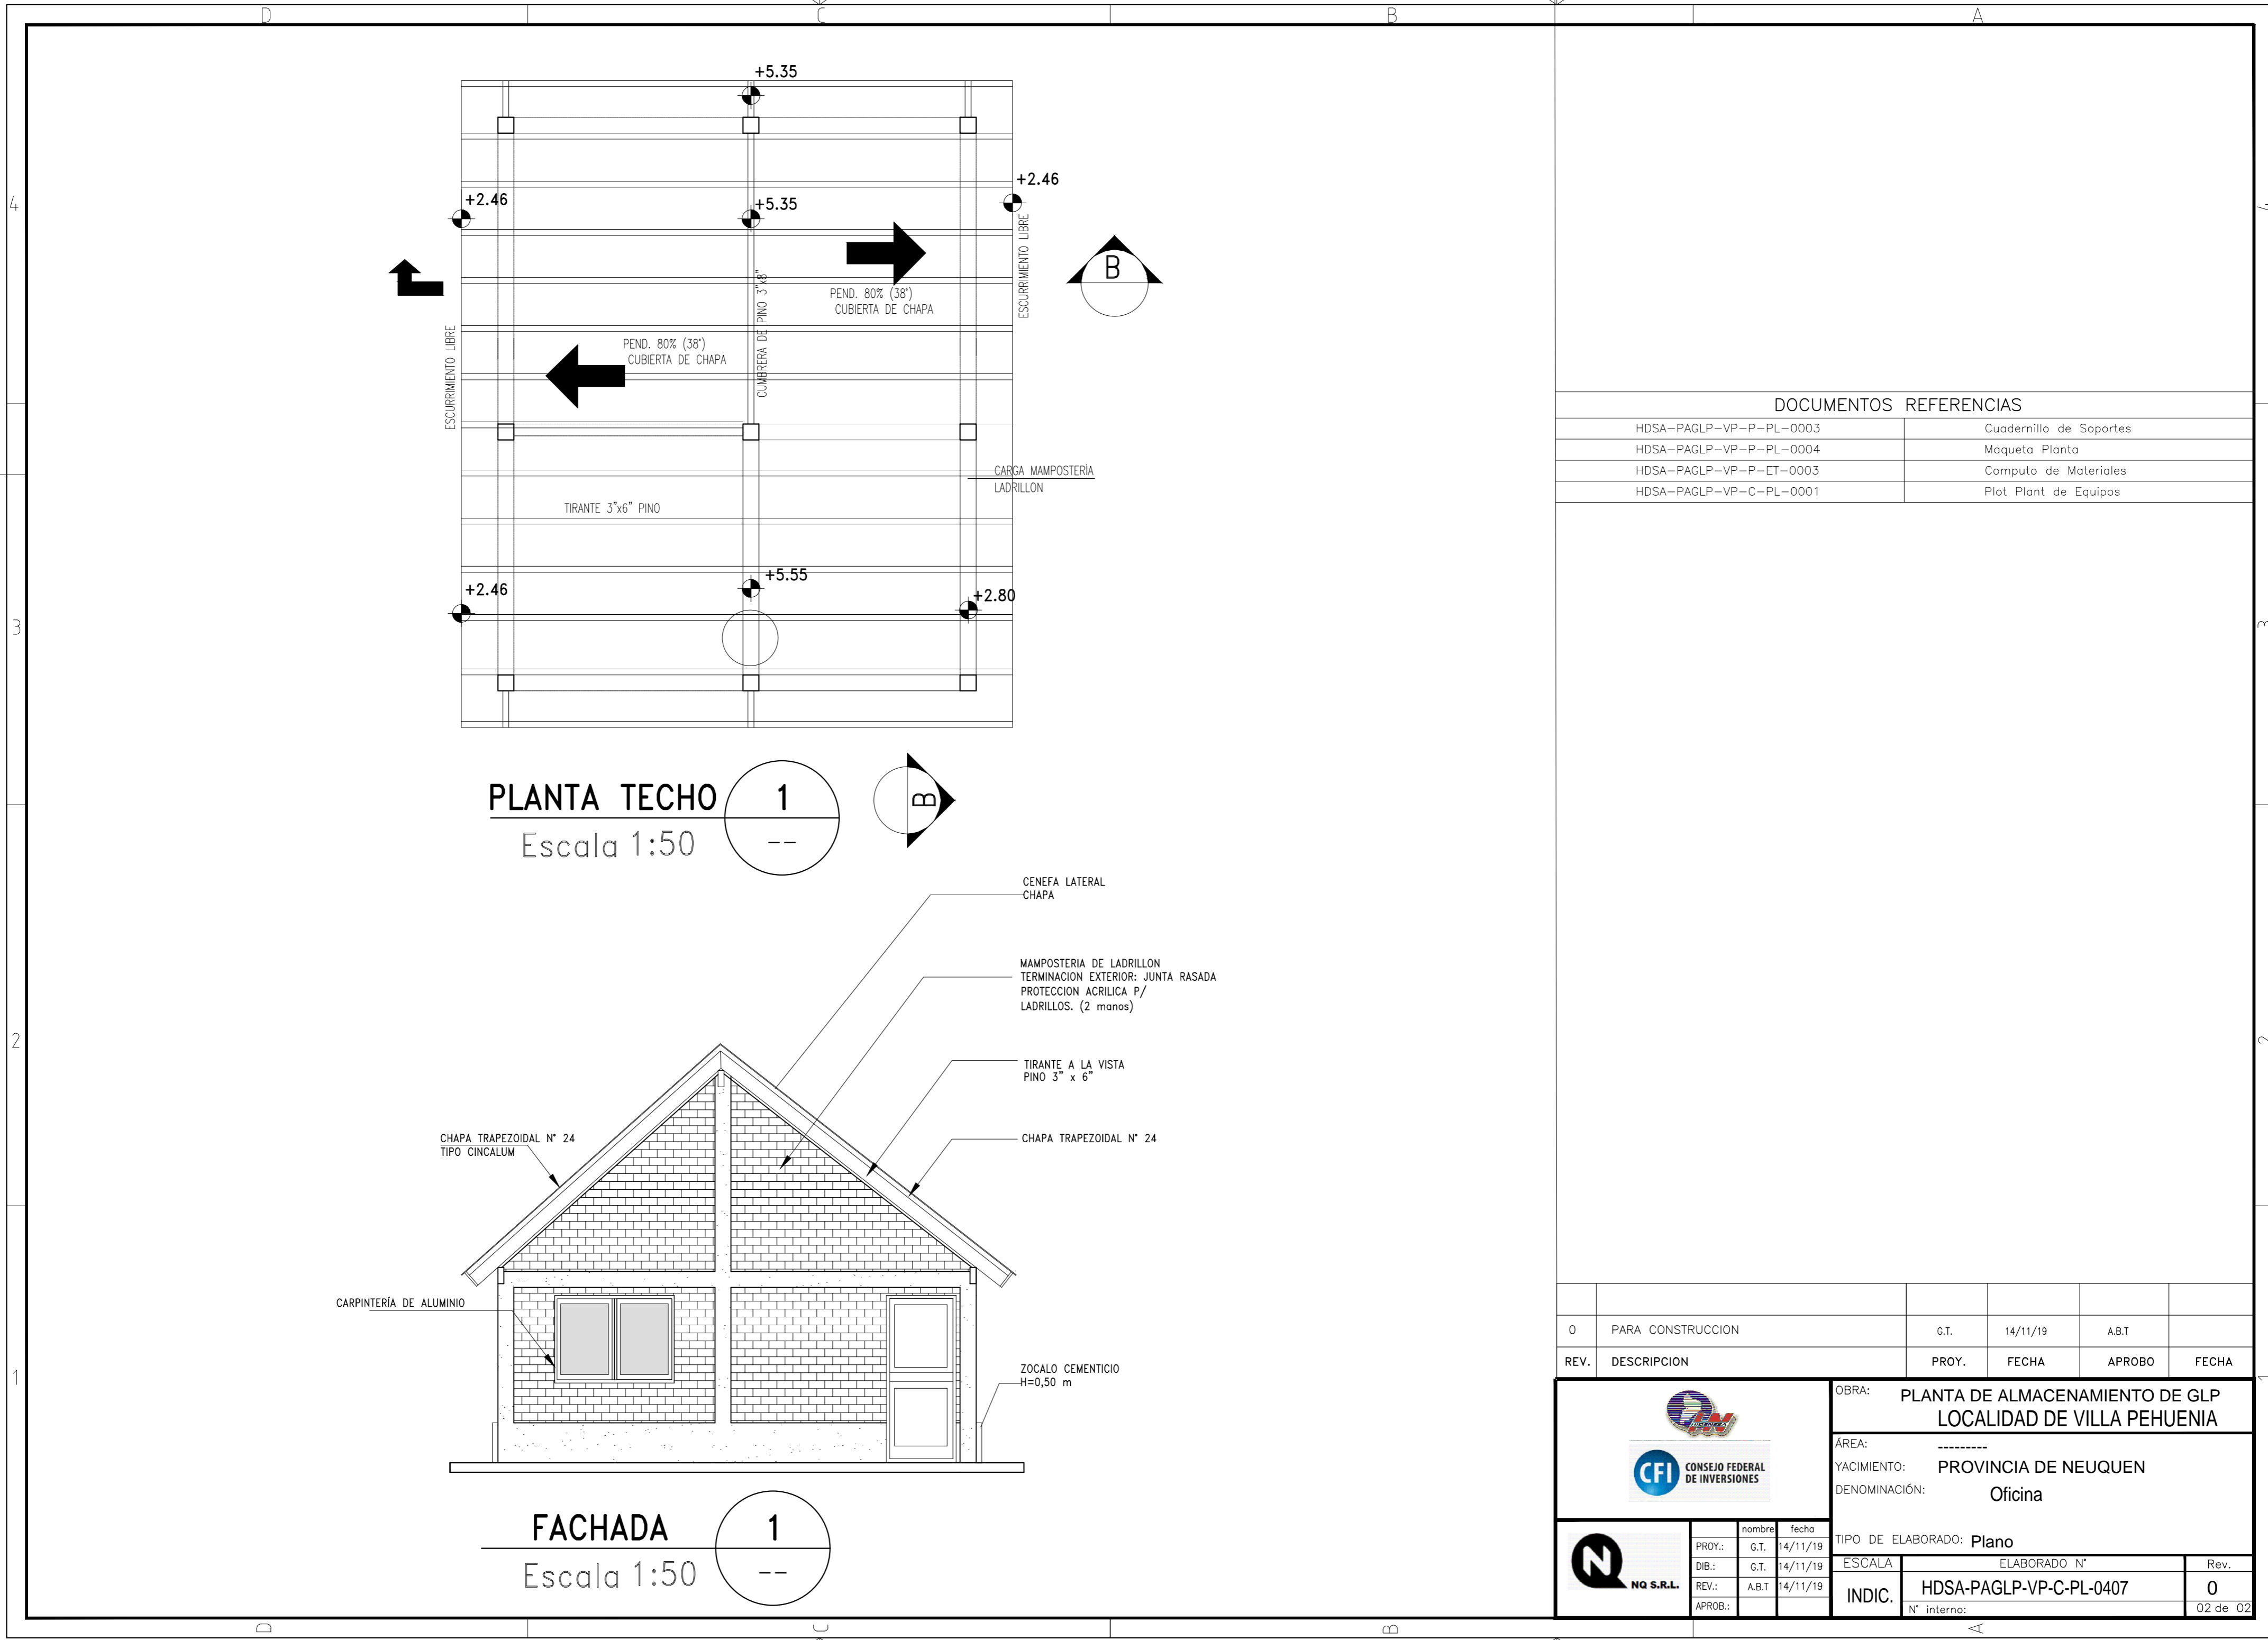 D
C
B
A
4
3
2
1
+5.35
+2.46
+2.46
+5.35
ESCURRIMIENTO LIBRE
B
CUMBRERA DE PINO 3"x8"
PEND. 80% (38°)
CUBIERTA DE CHAPA
ESCURRIMIENTO LIBRE
PEND. 80% (38°)
CUBIERTA DE CHAPA
CARGA MAMPOSTERÌA
LADRILLON
TIRANTE 3"x6" PINO
+5.55
+2.46
+2.80
PLANTA TECHO
1
Escala 1:50
--
B
CENEFA LATERAL
CHAPA
MAMPOSTERIA DE LADRILLON
TERMINACION EXTERIOR: JUNTA RASADA
PROTECCION ACRILICA P/
LADRILLOS. (2 manos)
TIRANTE A LA VISTA
PINO 3" x 6"
CHAPA TRAPEZOIDAL N° 24
TIPO CINCALUM
CHAPA TRAPEZOIDAL N° 24
CARPINTERÍA DE ALUMINIO
ZOCALO CEMENTICIO
H=0,50 m
FACHADA
1
Escala 1:50
--
DOCUMENTOS REFERENCIAS
HDSA-PAGLP-VP-P-PL-0003 Cuadernillo de Soportes
HDSA-PAGLP-VP-P-PL-0004 Maqueta Planta
HDSA-PAGLP-VP-P-ET-0003 Computo de Materiales
HDSA-PAGLP-VP-C-PL-0001 Plot Plant de Equipos
0 PARA CONSTRUCCION G.T. 14/11/19 A.B.T
REV. DESCRIPCION PROY. FECHA APROBO FECHA
CFI CONSEJO FEDERAL
DE INVERSIONES
OBRA: PLANTA DE ALMACENAMIENTO DE GLP
LOCALIDAD DE VILLA PEHUENIA
ÁREA: ---------
YACIMIENTO: PROVINCIA DE NEUQUEN
DENOMINACIÓN: Oficina
TIPO DE ELABORADO: Plano
N NQ S.R.L.
nombre fecha
PROY.: G.T. 14/11/19
DIB.: G.T. 14/11/19
REV.: A.B.T 14/11/19
APROB.:
ESCALA ELABORADO N° Rev.
INDIC. HDSA-PAGLP-VP-C-PL-0407 0
N° interno: 02 de 02
D
C
B
A